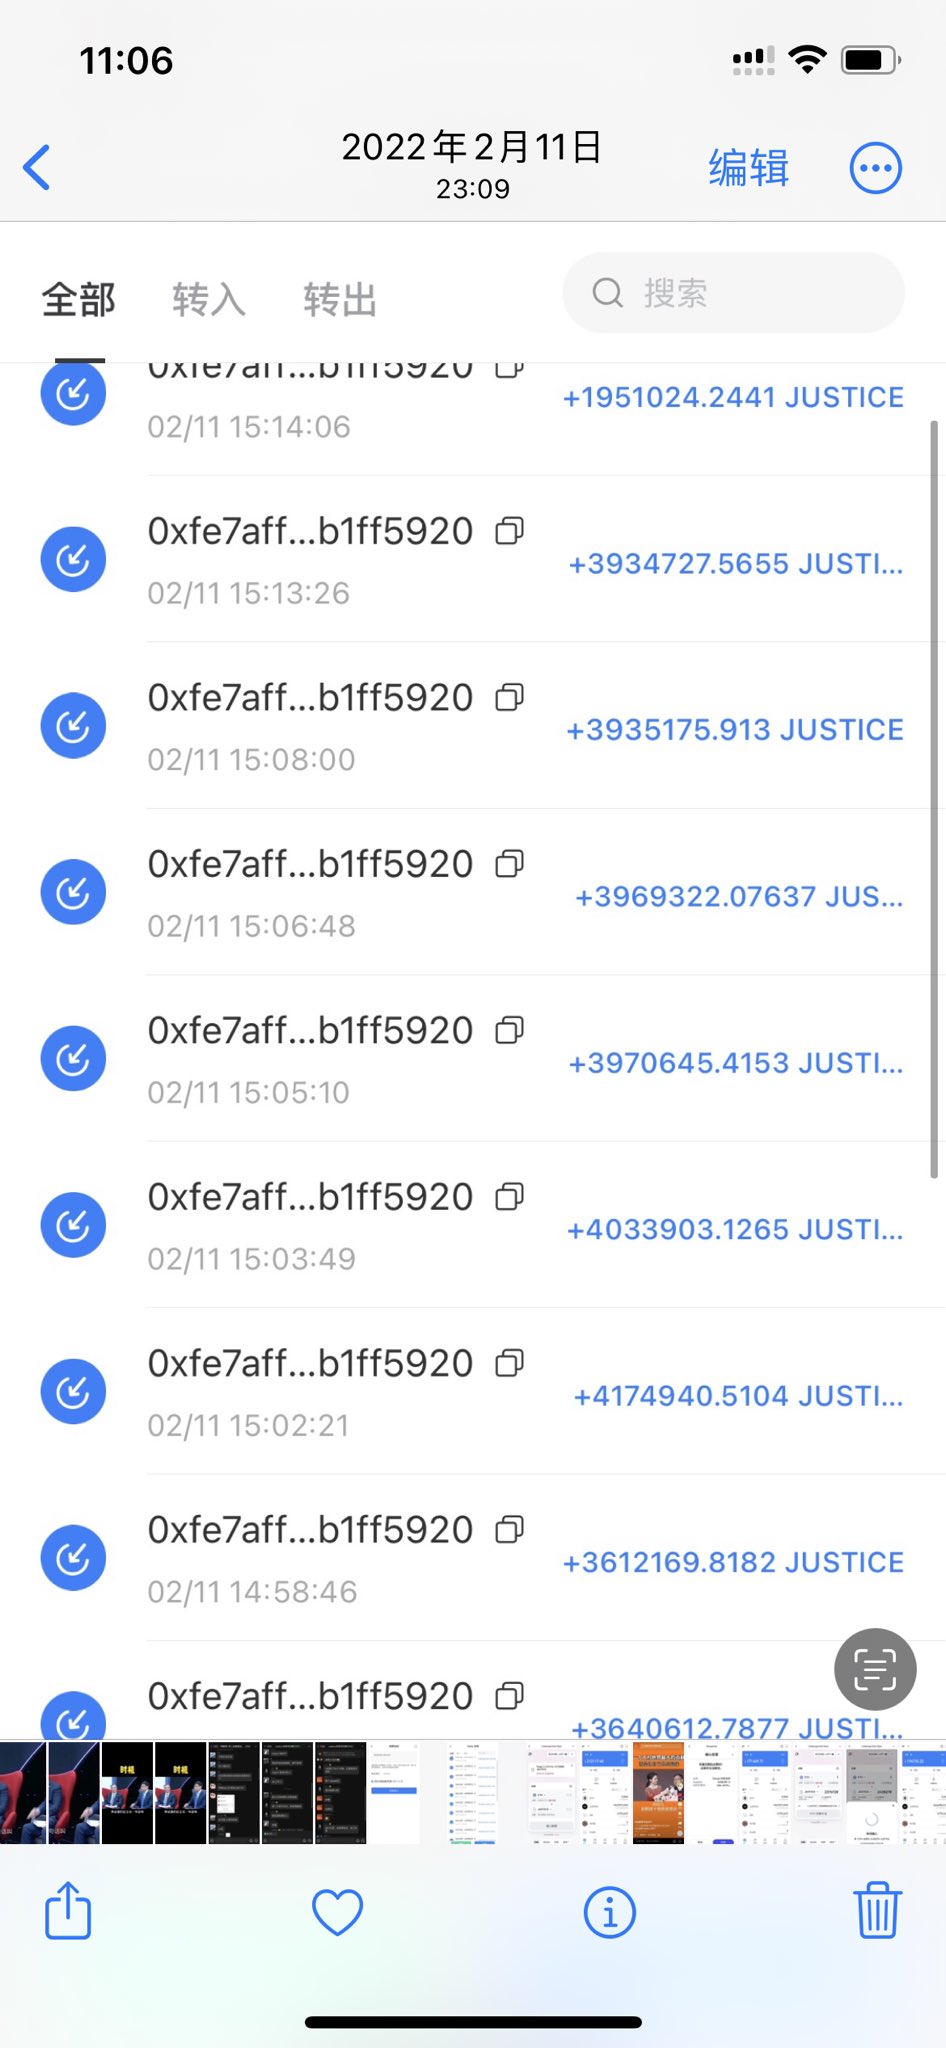 11:06
2022年2月11日
23:09
编辑
全部
转入
转出
搜索
0xfe7aff...b1ff5920
+1951024.2441 JUSTICE
02/11 15:14:06
0xfe7aff...b1ff5920
+3934727.5655 JUSTI...
02/11 15:13:26
0xfe7aff...b1ff5920
+3935175.913 JUSTICE
02/11 15:08:00
0xfe7aff...b1ff5920
+3969322.07637 JUS...
02/11 15:06:48
0xfe7aff...b1ff5920
+3970645.4153 JUSTI...
02/11 15:05:10
0xfe7aff...b1ff5920
+4033903.1265 JUSTI...
02/11 15:03:49
0xfe7aff...b1ff5920
+4174940.5104 JUSTI...
02/11 15:02:21
0xfe7aff...b1ff5920
+3612169.8182 JUSTICE
02/11 14:58:46
0xfe7aff...b1ff5920
+3640612.7877 JUSTI...